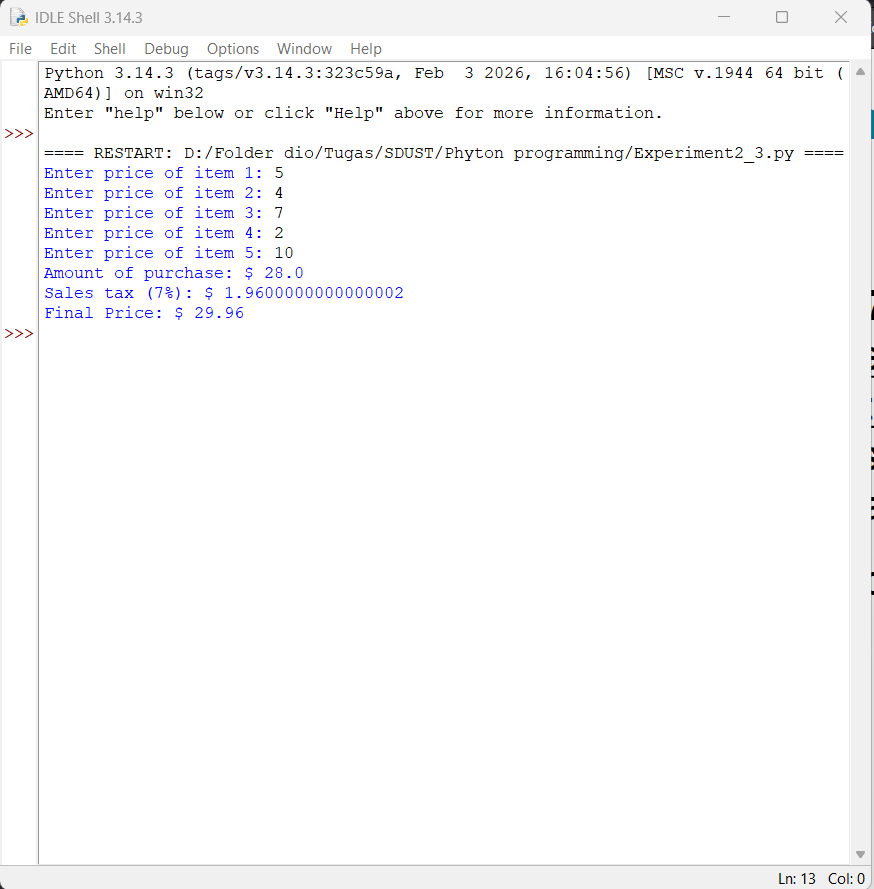 IDLE Shell 3.14.3
File Edit Shell Debug Options Window Help
Python 3.14.3 (tags/v3.14.3:323c59a, Feb  3 2026, 16:04:56) [MSC v.1944 64 bit (
AMD64)] on win32
Enter "help" below or click "Help" above for more information.
>>>
==== RESTART: D:/Folder dio/Tugas/SDUST/Phyton programming/Experiment2_3.py ====
Enter price of item 1: 5
Enter price of item 2: 4
Enter price of item 3: 7
Enter price of item 4: 2
Enter price of item 5: 10
Amount of purchase: $ 28.0
Sales tax (7%): $ 1.9600000000000002
Final Price: $ 29.96
>>>
Ln: 13 Col: 0